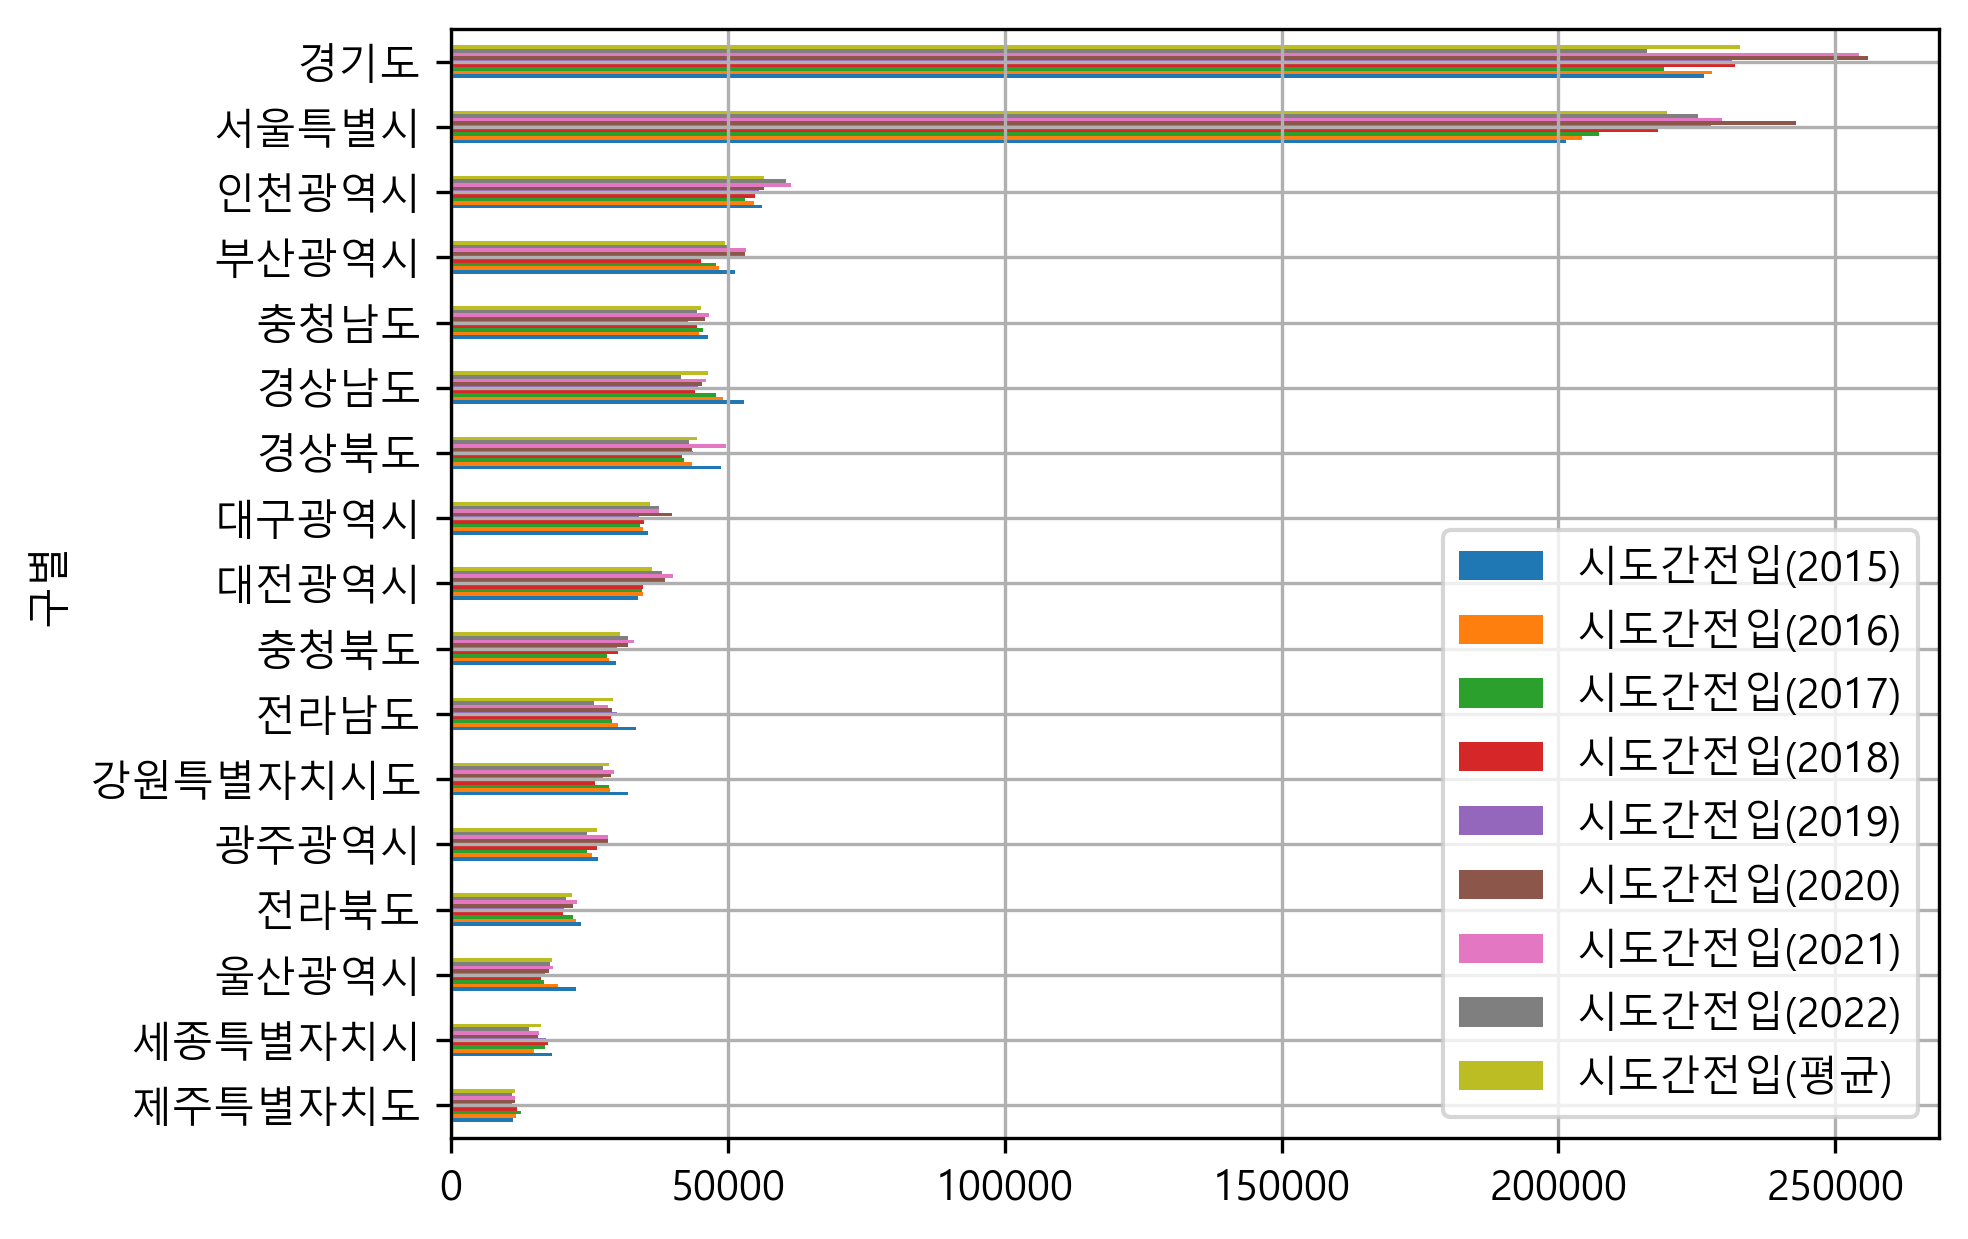 경기도
서울특별시
인천광역시
부산광역시
충청남도
경상남도
경상북도
대구광역시
대전광역시
충청북도
전라남도
강원특별자치시도
광주광역시
전라북도
울산광역시
세종특별자치시
제주특별자치도
구별
0 50000 100000 150000 200000 250000
시도간전입(2015)
시도간전입(2016)
시도간전입(2017)
시도간전입(2018)
시도간전입(2019)
시도간전입(2020)
시도간전입(2021)
시도간전입(2022)
시도간전입(평균)